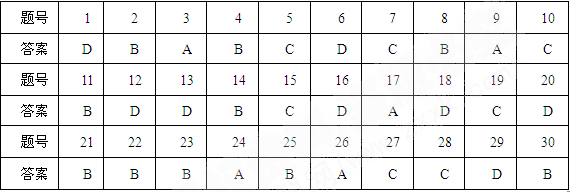 题号 1 2 3 4 5 6 7 8 9 10
答案 D B A B C D C B A C
题号 11 12 13 14 15 16 17 18 19 20
答案 B D D B C D A D C D
题号 21 22 23 24 25 26 27 28 29 30
答案 B B B A B A C C D B